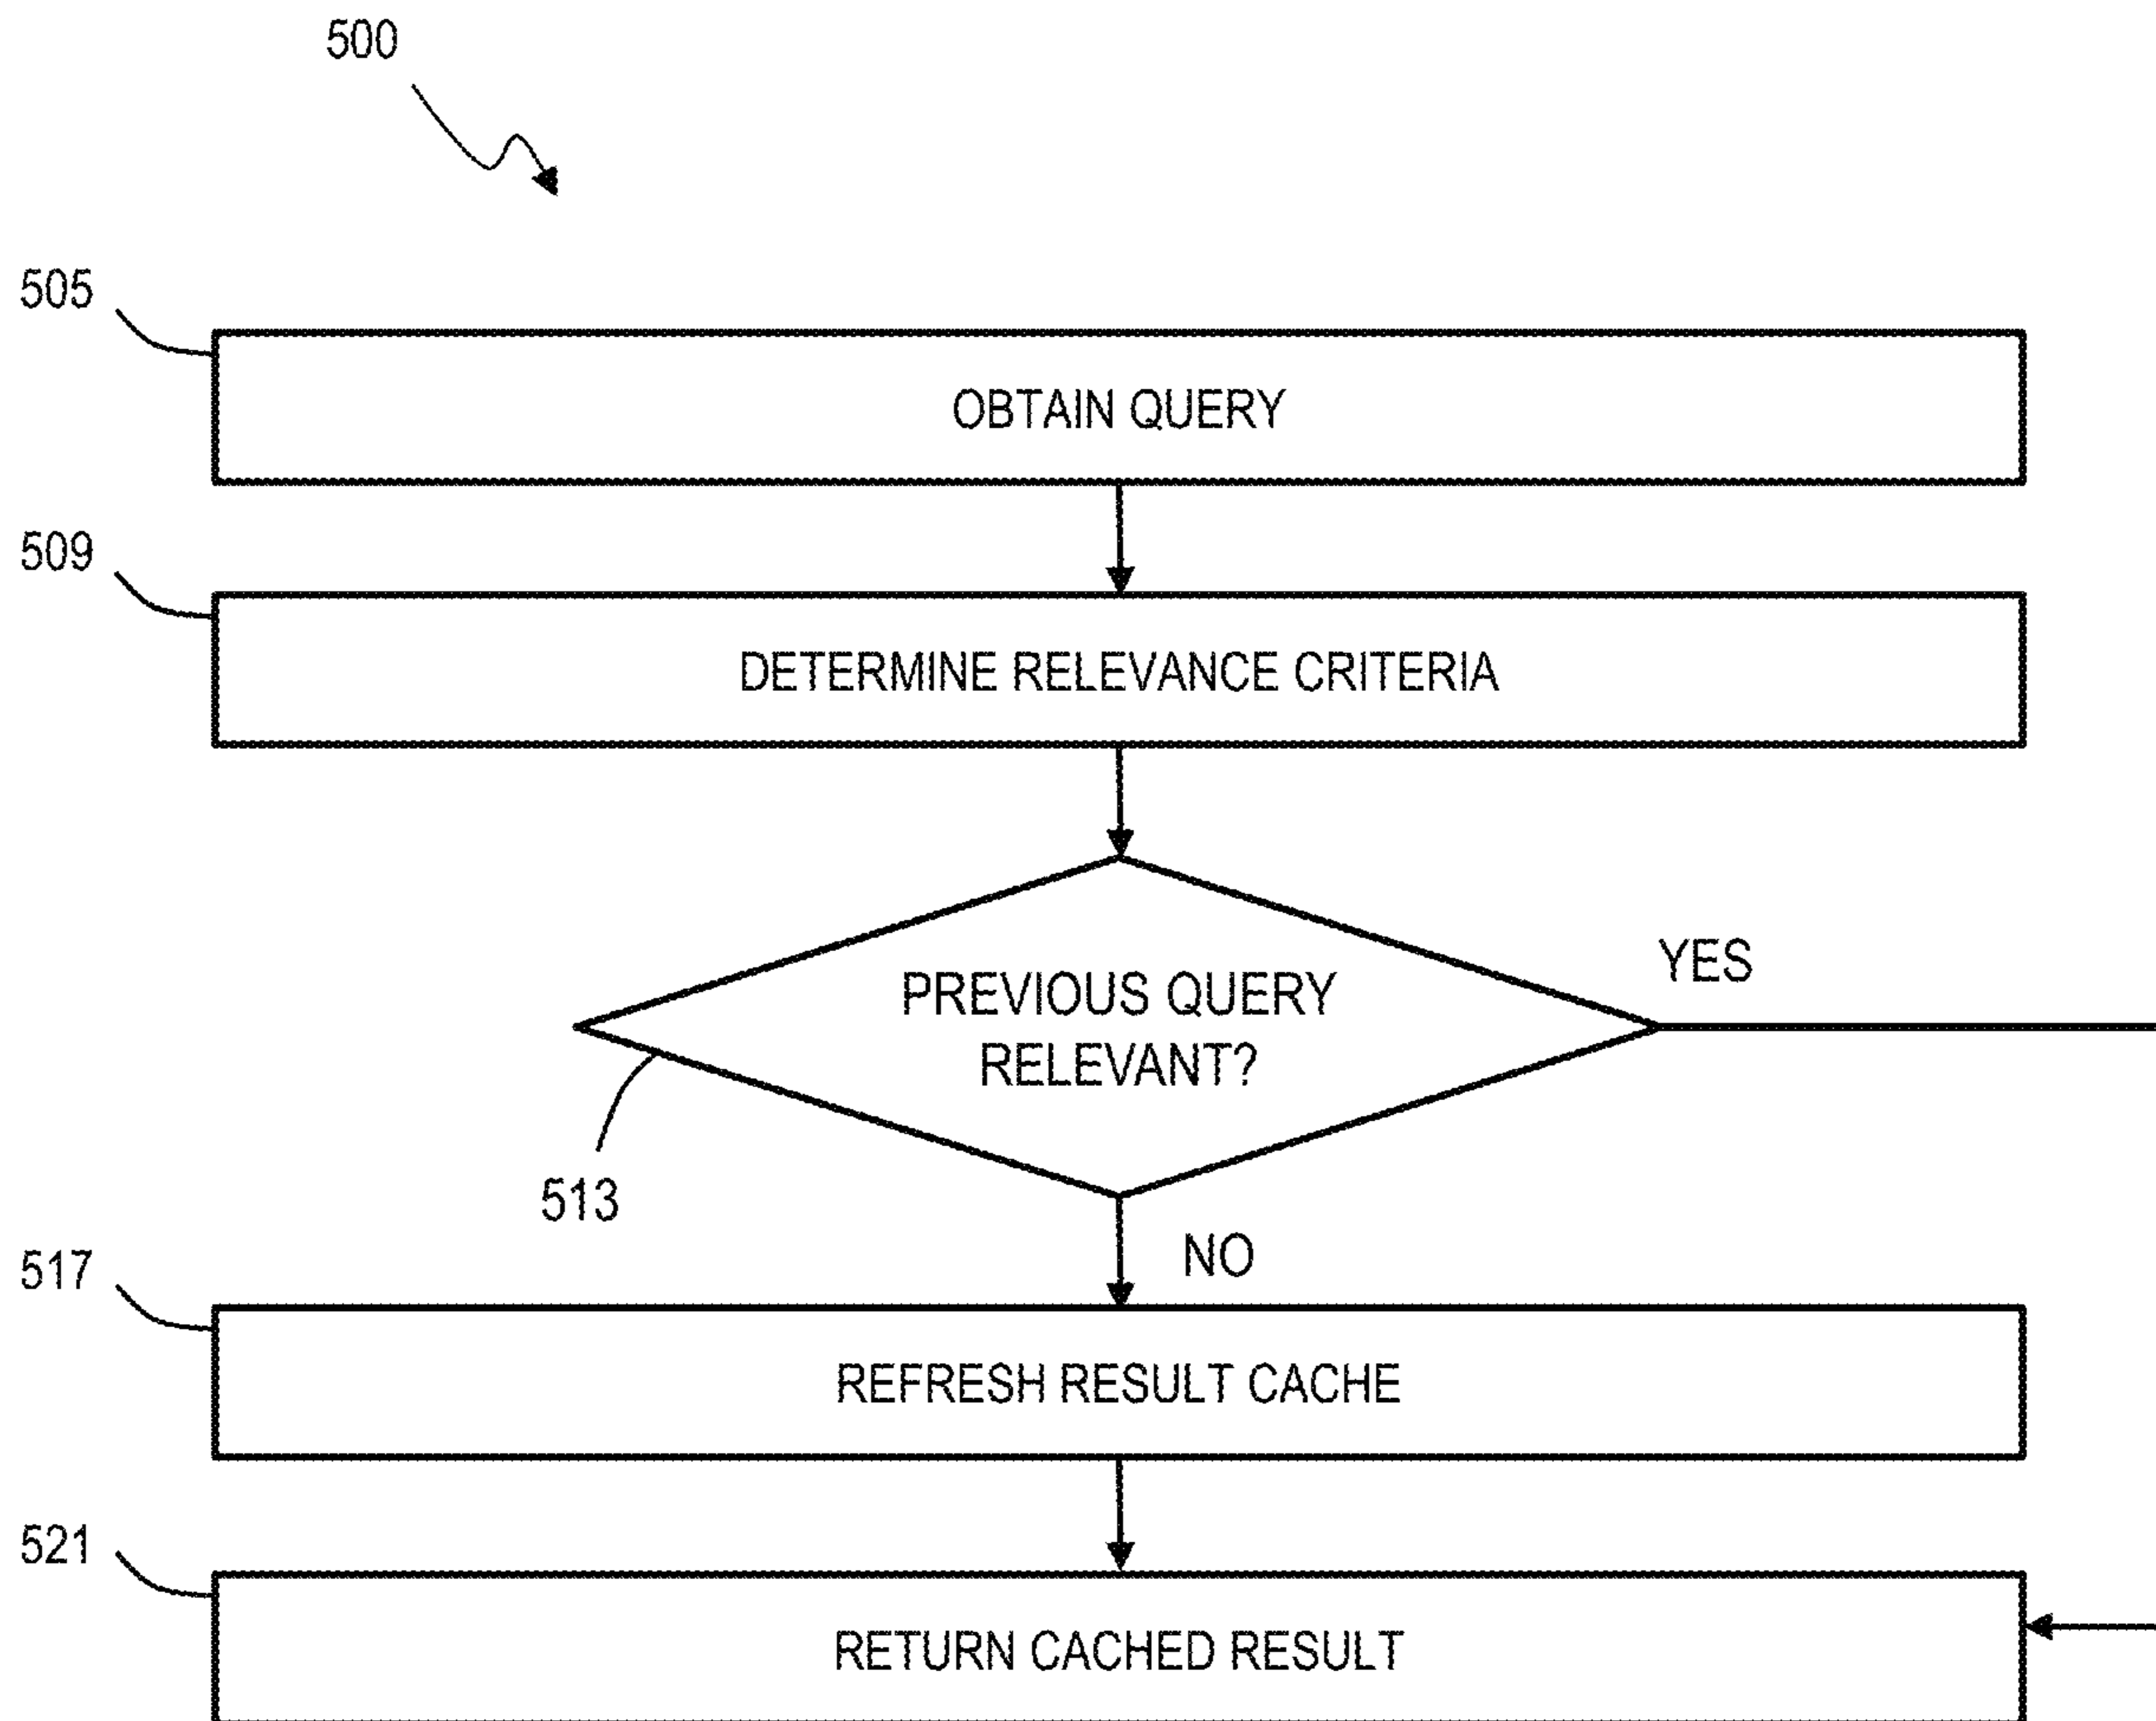 500
505
OBTAIN QUERY
509
DETERMINE RELEVANCE CRITERIA
YES
PREVIOUS QUERY
RELEVANT?
513
NO
517
REFRESH RESULT CACHE
521
RETURN CACHED RESULT